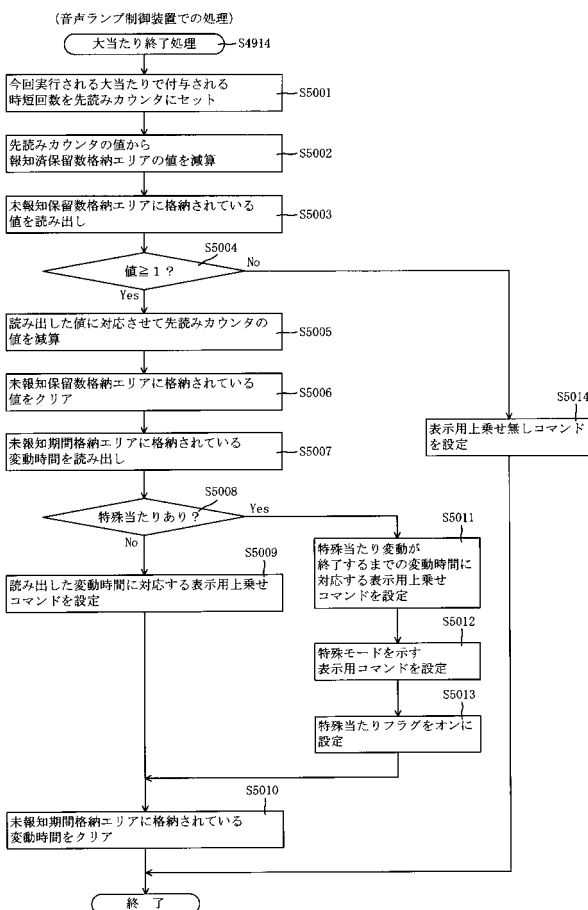 (音声ランプ制御装置での処理)
大当たり終了処理
S4914
今回実行される大当たりで付与される
時短回数を先読みカウンタにセット
S5001
先読みカウンタの値から
報知済保留数格納エリアの値を減算
S5002
未報知保留数格納エリアに格納されている
値を読み出し
S5003
S5004
値≧1?
No
Yes
読み出した値に対応させて先読みカウンタの
値を減算
S5005
未報知保留数格納エリアに格納されている
値をクリア
S5006
S5014
表示用上乗せ無しコマンド
を設定
未報知期間格納エリアに格納されている
変動時間を読み出し
S5007
S5008
特殊当たりあり?
Yes
No
S5011
特殊当たり変動が
終了するまでの変動時間に
対応する表示用上乗せ
コマンドを設定
S5009
読み出した変動時間に対応する表示用上乗せ
コマンドを設定
S5012
特殊モードを示す
表示用コマンドを設定
S5013
特殊当たりフラグをオンに
設定
S5010
未報知期間格納エリアに格納されている
変動時間をクリア
終 了